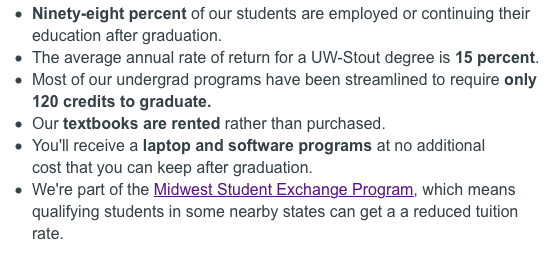 Ninety-eight percent of our students are employed or continuing their
education after graduation.
The average annual rate of return for a UW-Stout degree is 15 percent.
Most of our undergrad programs have been streamlined to require only
120 credits to graduate.
Our textbooks are rented rather than purchased.
You'll receive a laptop and software programs at no additional
cost that you can keep after graduation.
We're part of the Midwest Student Exchange Program, which means
qualifying students in some nearby states can get a a reduced tuition
rate.